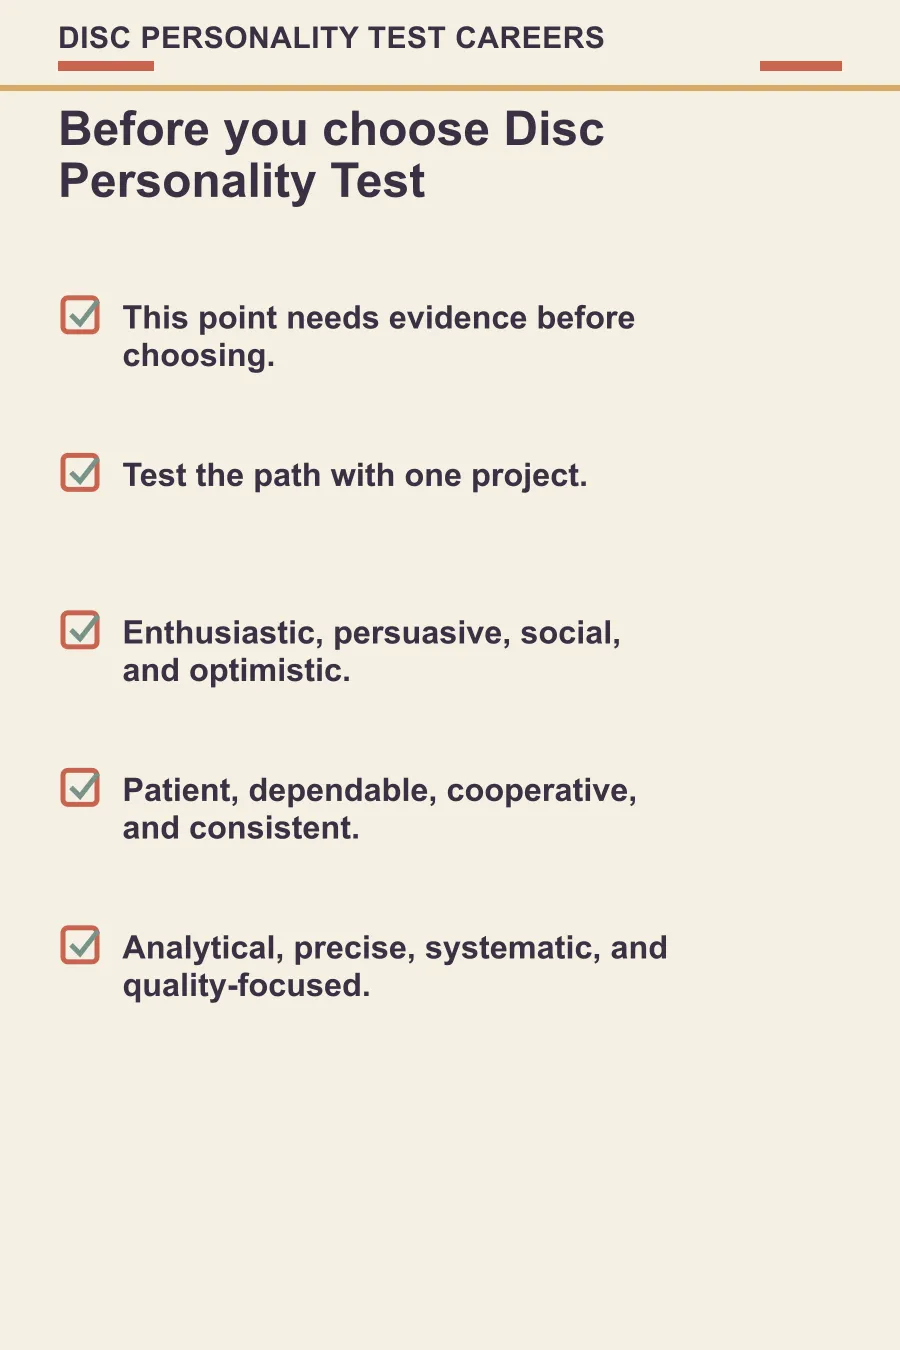 DISC PERSONALITY TEST CAREERS
Before you choose Disc
Personality Test
This point needs evidence before
choosing.
Test the path with one project.
Enthusiastic, persuasive, social,
and optimistic.
Patient, dependable, cooperative,
and consistent.
Analytical, precise, systematic, and
quality-focused.